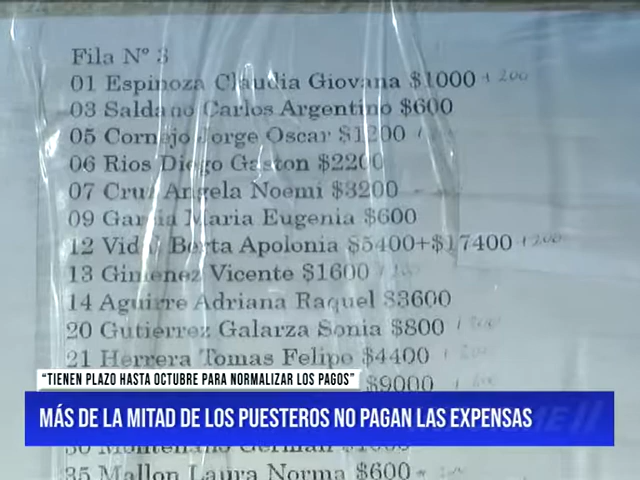 Fila N° 3
01 Espinoza Claudia Giovana $1000 + 200
03 Saldano Carlos Argentino $600
05 Cornejo Jorge Oscar $1200
06 Rios Diego Gaston $2200
07 Cruz Angela Noemi $3200
09 Garcia Maria Eugenia $600
12 Berta Apolonia $5400+$17400 +200
13 Gimenez Vicente $1600
14 Aguirre Adriana Raquel $3600
20 Gutierrez Galarza Sonia $800
21 Herrera Tomas Felipe $4400
"TIENEN PLAZO HASTA OCTUBRE PARA NORMALIZAR LOS PAGOS"
$9000
MÁS DE LA MITAD DE LOS PUESTEROS NO PAGAN LAS EXPENSAS
35 Mallon Laura Norma $600